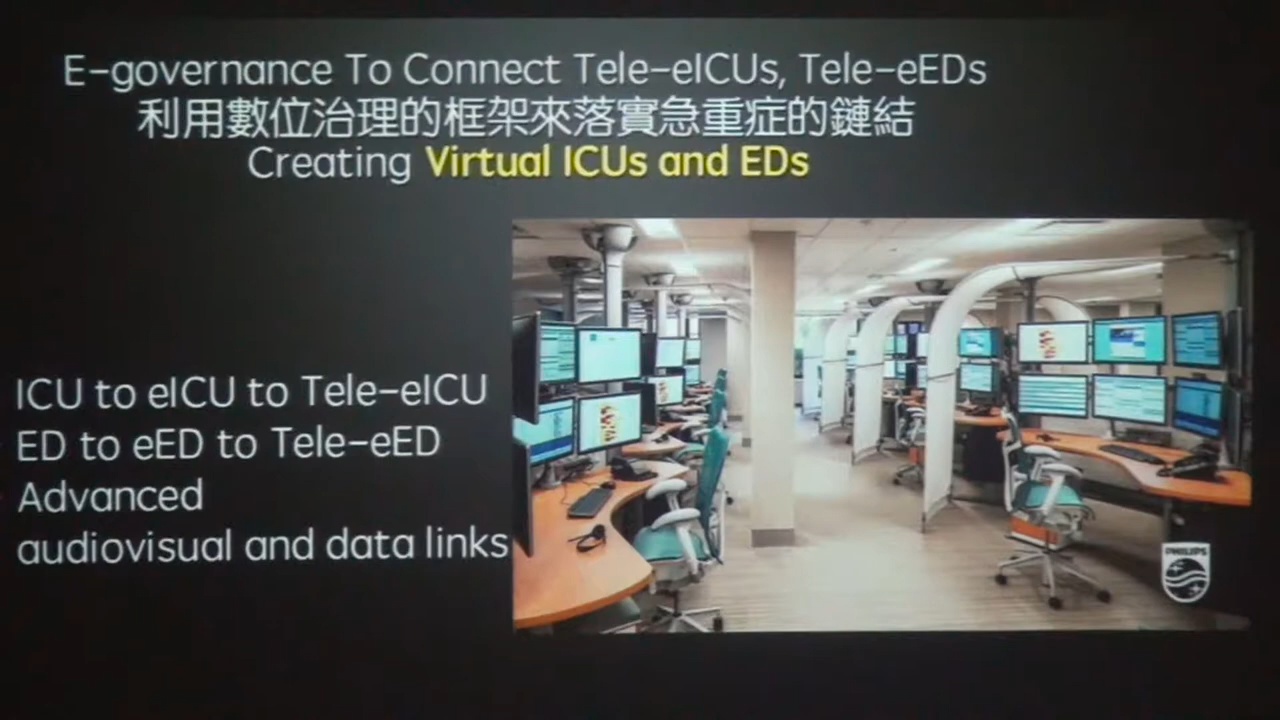 E-governance To Connect Tele-eICUs, Tele-eEDs
利用數位治理的框架來落實急重症的鏈結
Creating Virtual ICUs and EDs
ICU to eICU to Tele-eICU
ED to eED to Tele-eED
Advanced
audiovisual and data links
PHILIPS